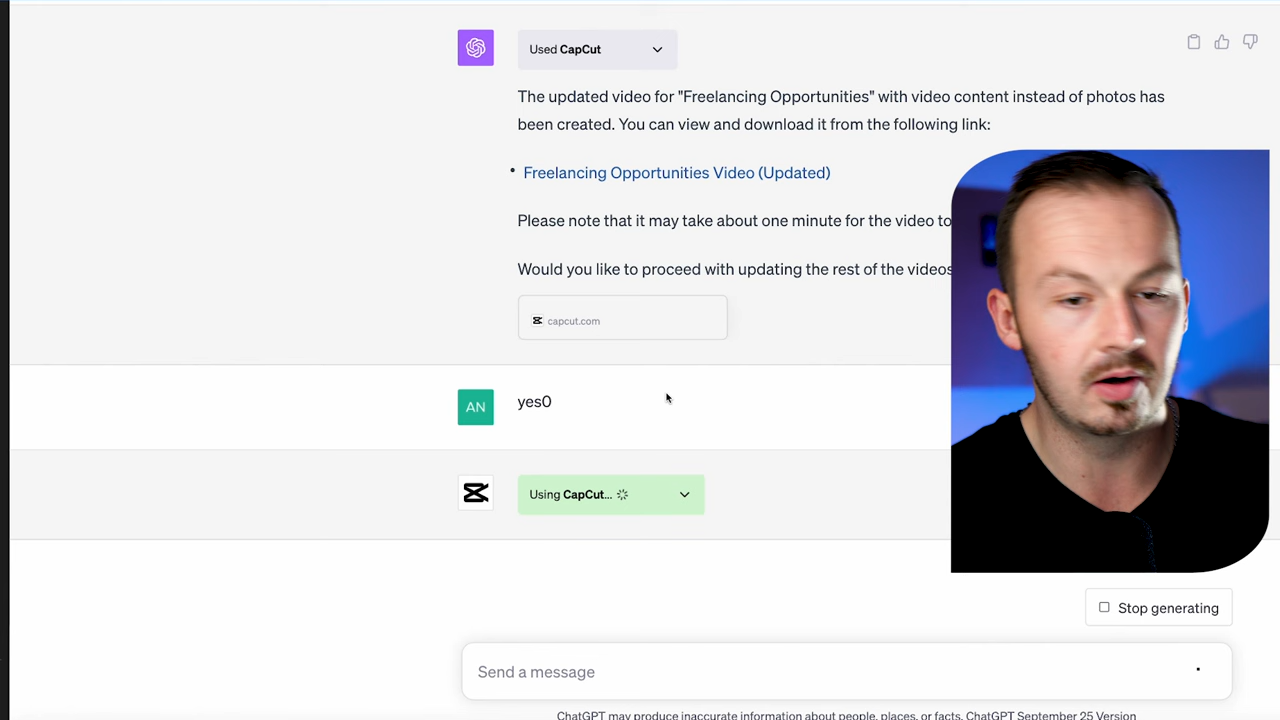 Used CapCut
The updated video for "Freelancing Opportunities" with video content instead of photos has
been created. You can view and download it from the following link:
• Freelancing Opportunities Video (Updated)
Please note that it may take about one minute for the video to
Would you like to proceed with updating the rest of the videos
capcut.com
AN
yes0
Using CapCut...
Stop generating
Send a message
ChatGPT may produce inaccurate information about people, places, or facts. ChatGPT September 25 Version